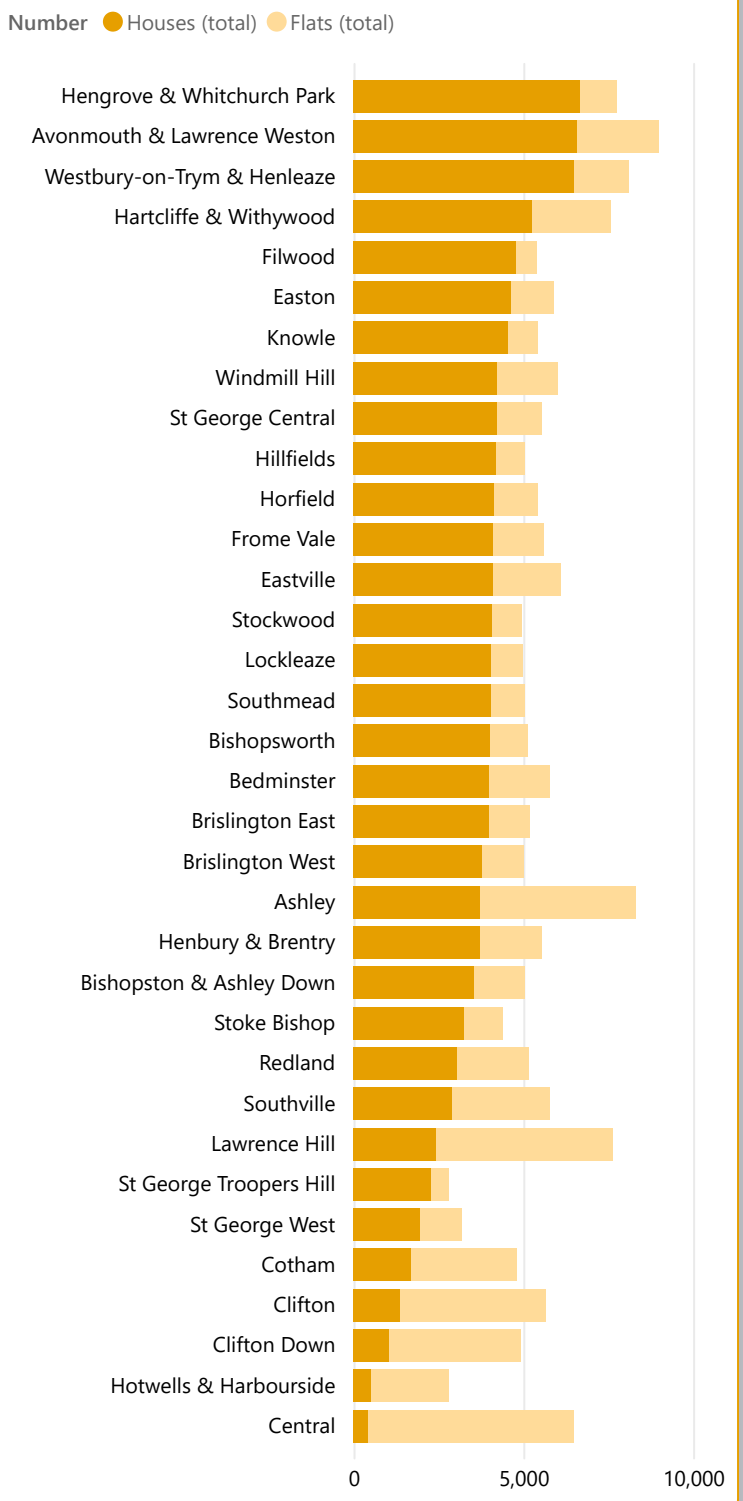 Number Houses (total) Flats (total)
Hengrove & Whitchurch Park
Avonmouth & Lawrence Weston
Westbury-on-Trym & Henleaze
Hartcliffe & Withywood
Filwood
Easton
Knowle
Windmill Hill
St George Central
Hillfields
Horfield
Frome Vale
Eastville
Stockwood
Lockleaze
Southmead
Bishopsworth
Bedminster
Brislington East
Brislington West
Ashley
Henbury & Brentry
Bishopston & Ashley Down
Stoke Bishop
Redland
Southville
Lawrence Hill
St George Troopers Hill
St George West
Cotham
Clifton
Clifton Down
Hotwells & Harbourside
Central
0 5,000 10,000